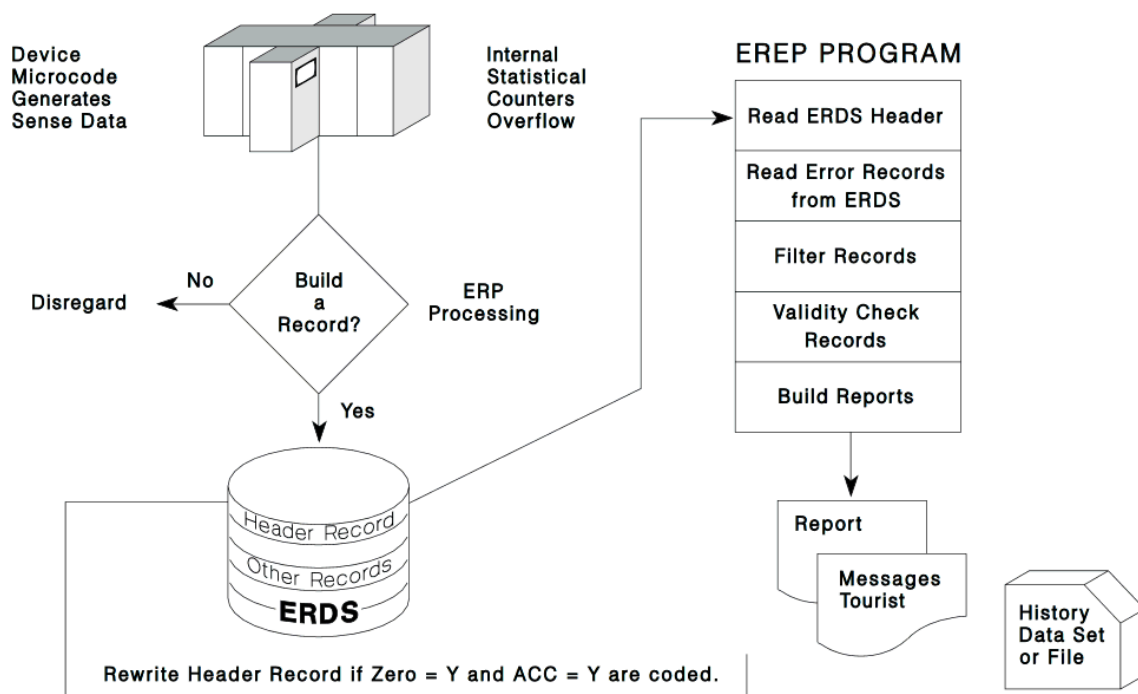 Device
Microcode
Generates
Sense Data
Internal
Statistical
Counters
Overflow
No
Disregard
Build
a
Record?
ERP
Processing
Yes
Header Record
Other Records
ERDS
Rewrite Header Record if Zero = Y and ACC = Y are coded.
EREP PROGRAM
Read ERDS Header
Read Error Records
from ERDS
Filter Records
Validity Check
Records
Build Reports
Report
Messages
Tourist
History
Data Set
or File